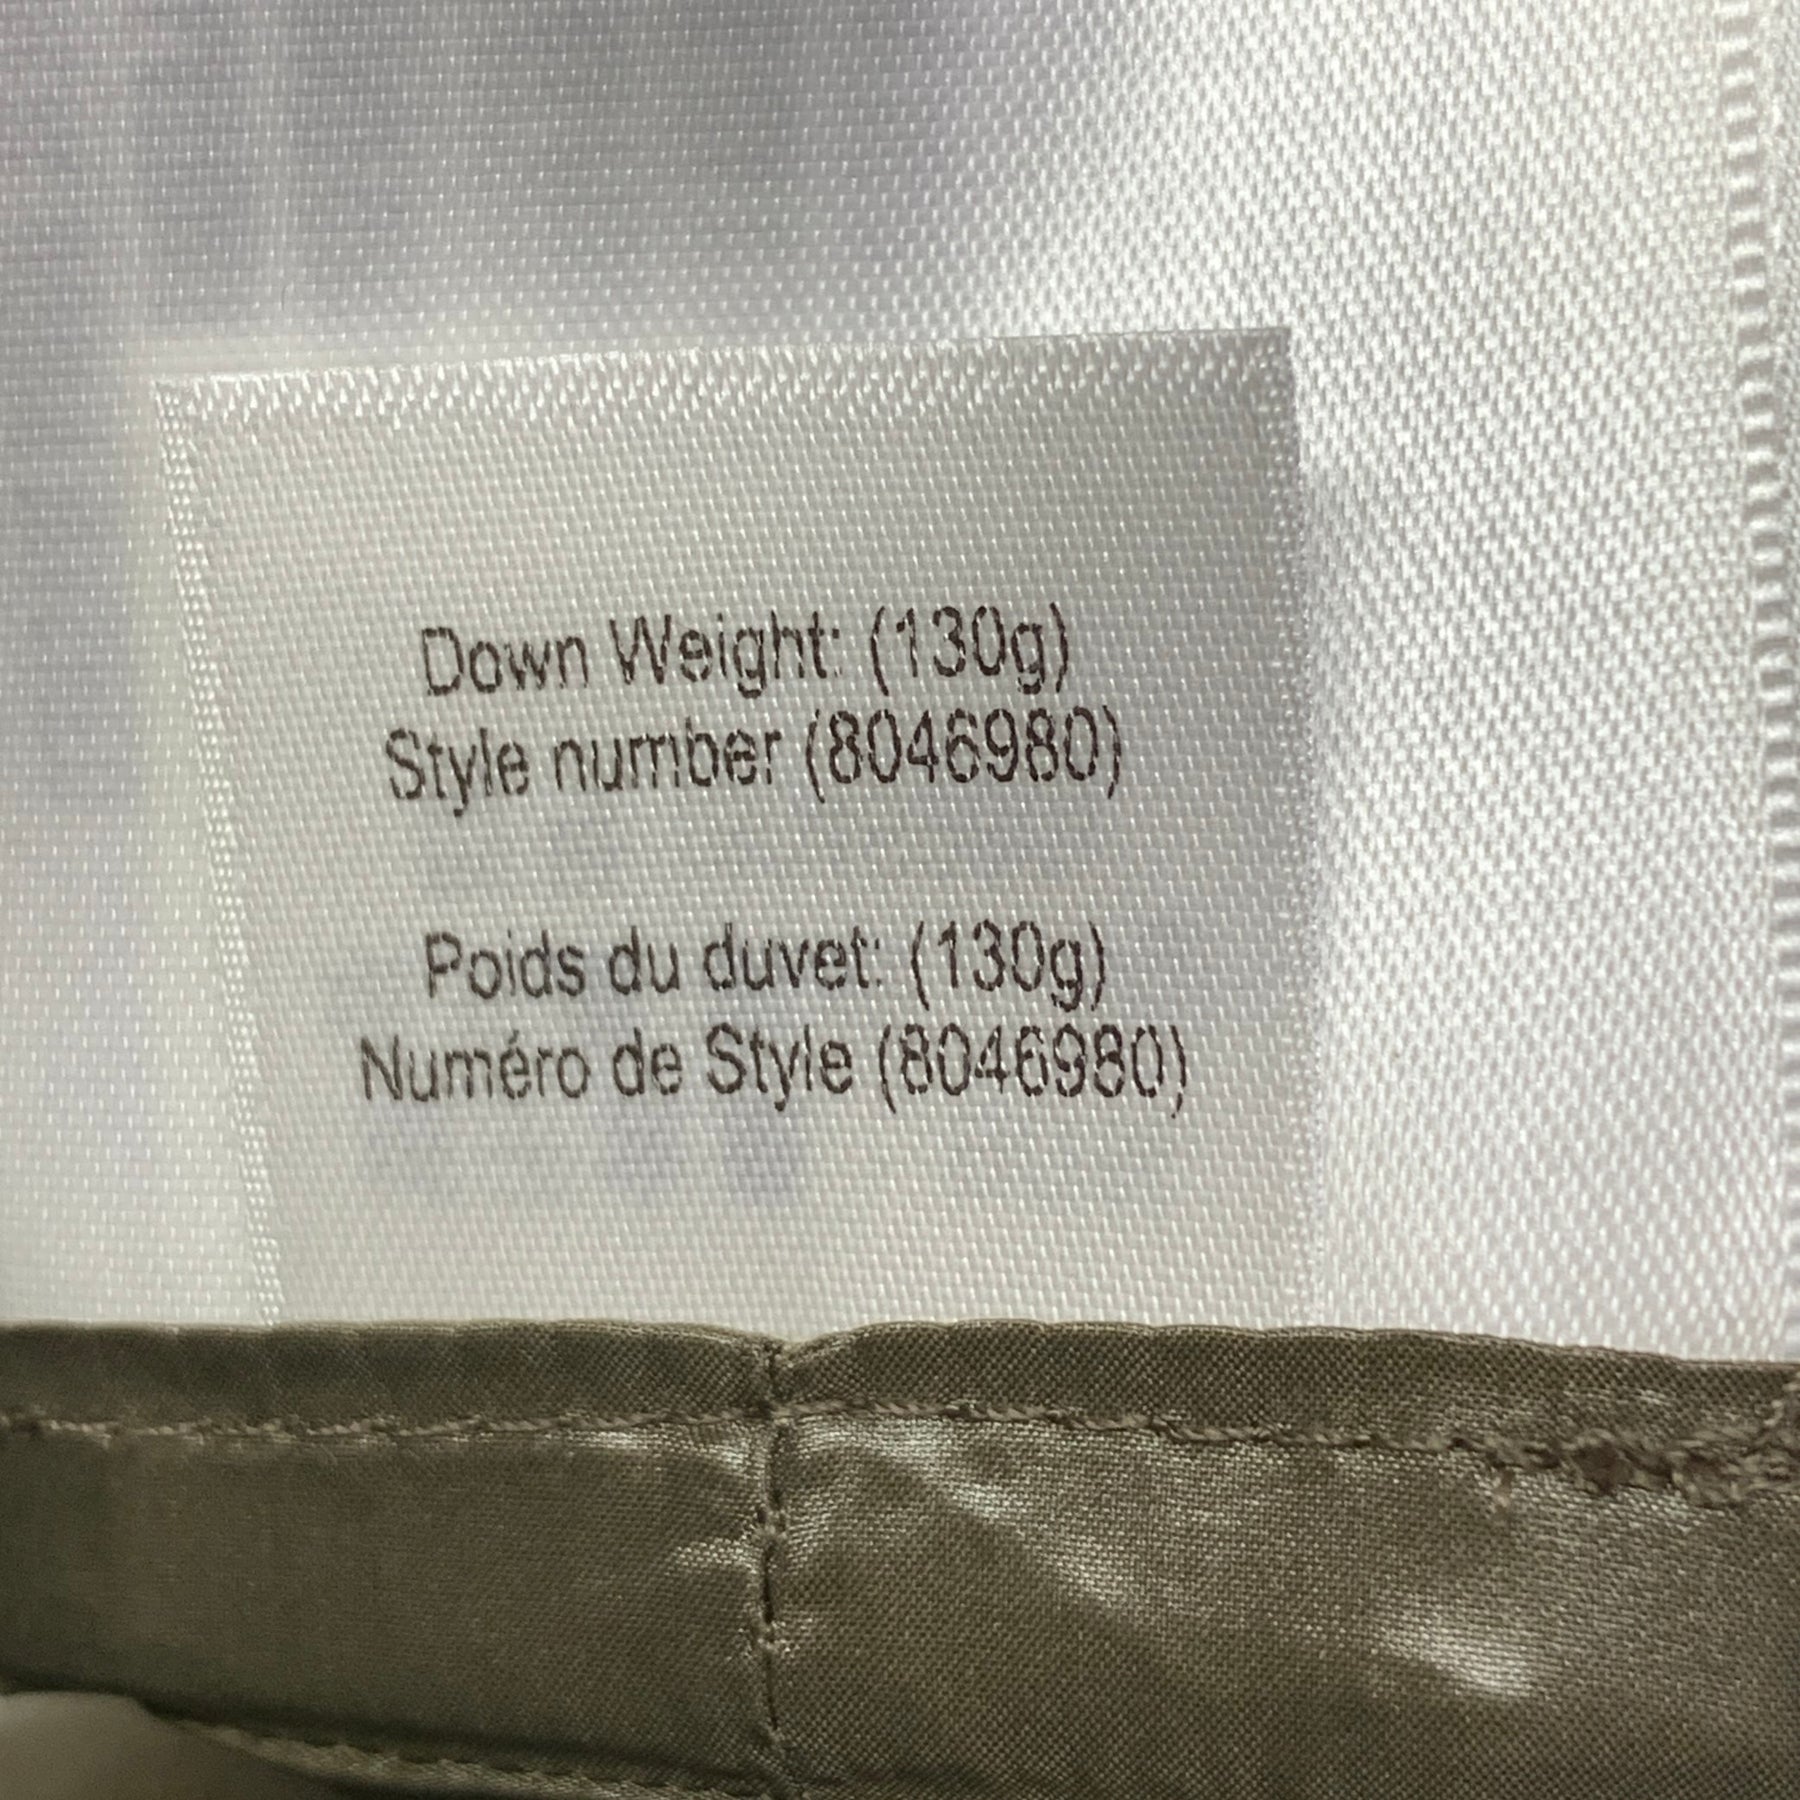 Down Weight: (130g)
Style number (8046980)
Poids du duvet: (130g)
Numéro de Style (8046980)